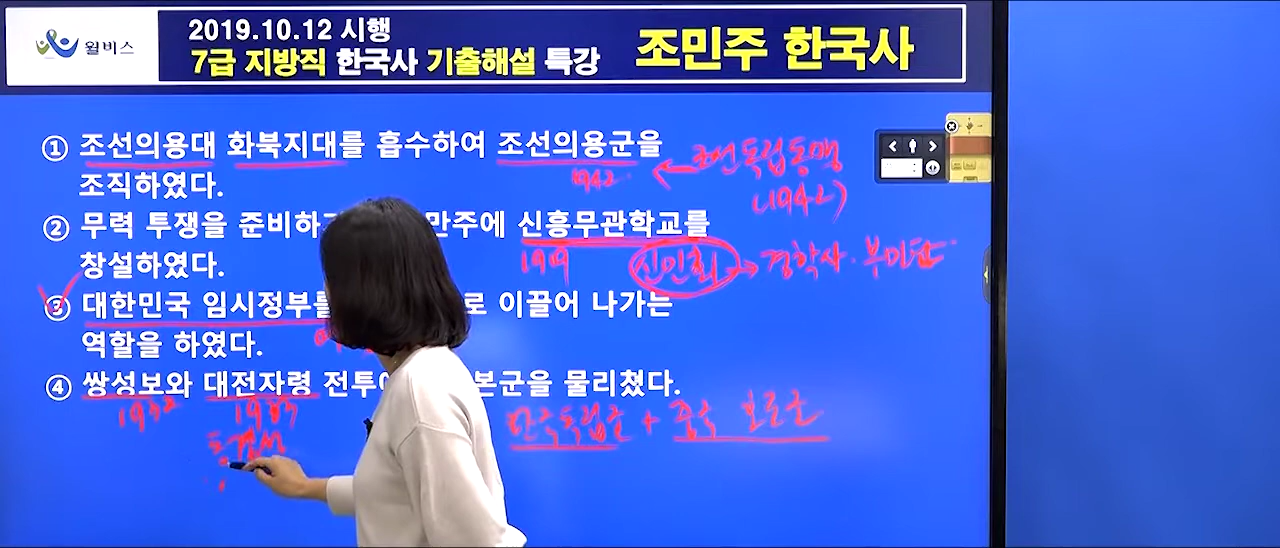 윌비스
2019.10.12 시행
7급 지방직 한국사 기출해설 특강
조민주 한국사
① 조선의용대 화북지대를 흡수하여 조선의용군을
조직하였다.
1942.
조선독립동맹
(1942)
② 무력 투쟁을 준비하 만주에 신흥무관학교를
창설하였다.
1919
신민회 → 경학사. 부민단
③ 대한민국 임시정부를 로 이끌어 나가는
역할을 하였다.
④ 쌍성보와 대전자령 전투 본군을 물리쳤다.
1932
한국독립군 + 중국 호로군